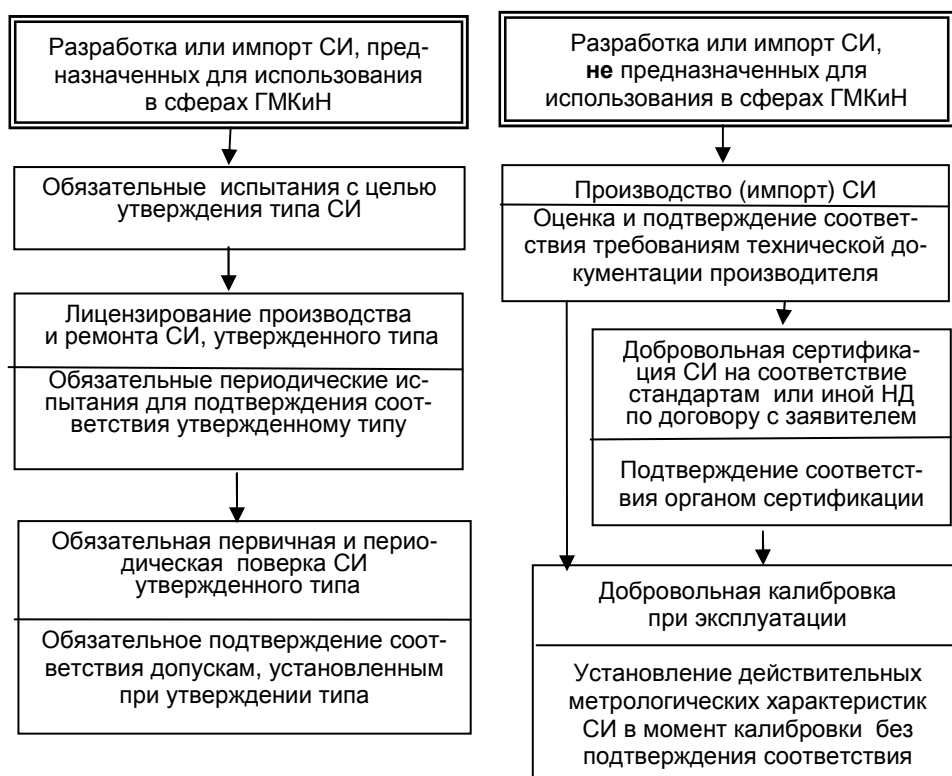 Разработка или импорт СИ, пред-
назначенных для использования
в сферах ГМКиН
Обязательные испытания с целью
утверждения типа СИ
Лицензирование производства
и ремонта СИ, утвержденного типа
Обязательные периодические ис-
пытания для подтверждения соот-
ветствия утвержденному типу
Обязательная первичная и перио-
дическая поверка СИ
утвержденного типа
Обязательное подтверждение соот-
ветствия допускам, установленным
при утверждении типа
Разработка или импорт СИ,
не предназначенных для
использования в сферах ГМКиН
Производство (импорт) СИ
Оценка и подтверждение соответ-
ствия требованиям технической до-
кументации производителя
Добровольная сертифика-
ция СИ на соответствие
стандартам или иной НД
по договору с заявителем
Подтверждение соответст-
вия органом сертификации
Добровольная калибровка
при эксплуатации
Установление действительных
метрологических характеристик
СИ в момент калибровки без
подтверждения соответствия